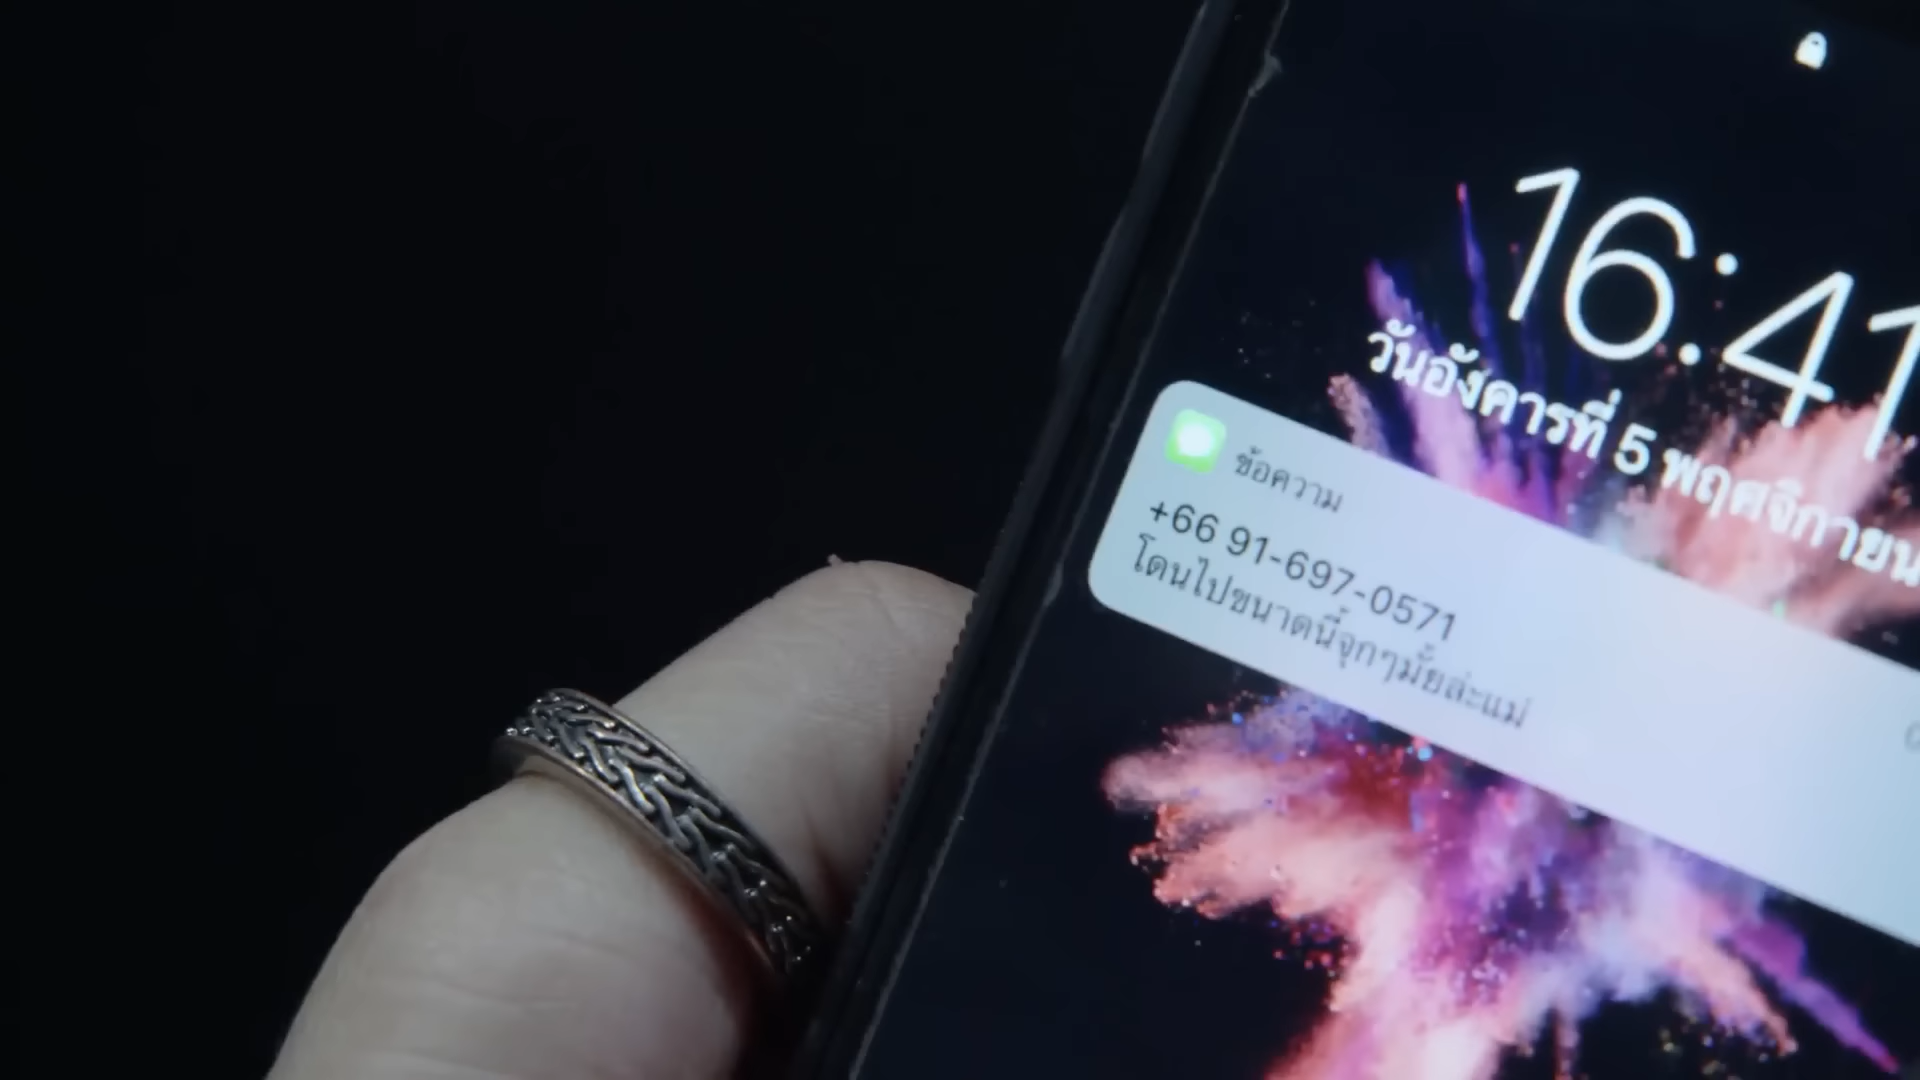 16:41
วันอังคารที่ 5 พฤศจิกายน
ข้อความ
+66 91-697-0571
โดนไปขนาดนี้จุกๆมั้ยล่ะแม่